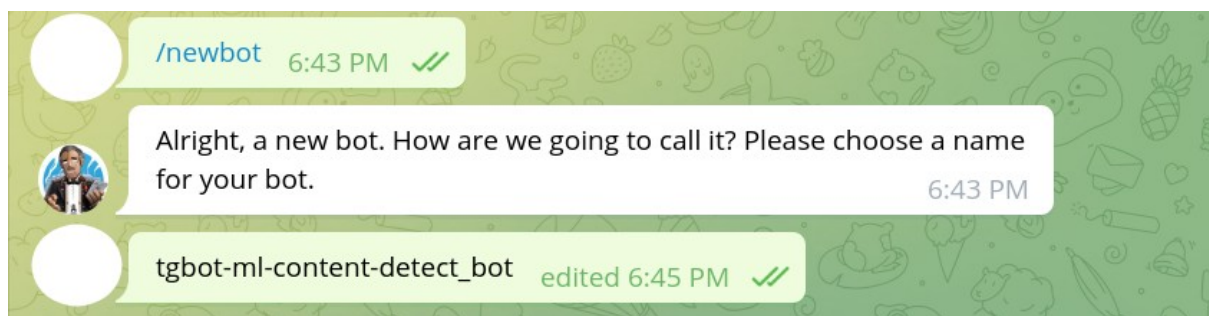 /newbot 6:43 PM
Alright, a new bot. How are we going to call it? Please choose a name
for your bot.
6:43 PM
tgbot-ml-content-detect_bot edited 6:45 PM